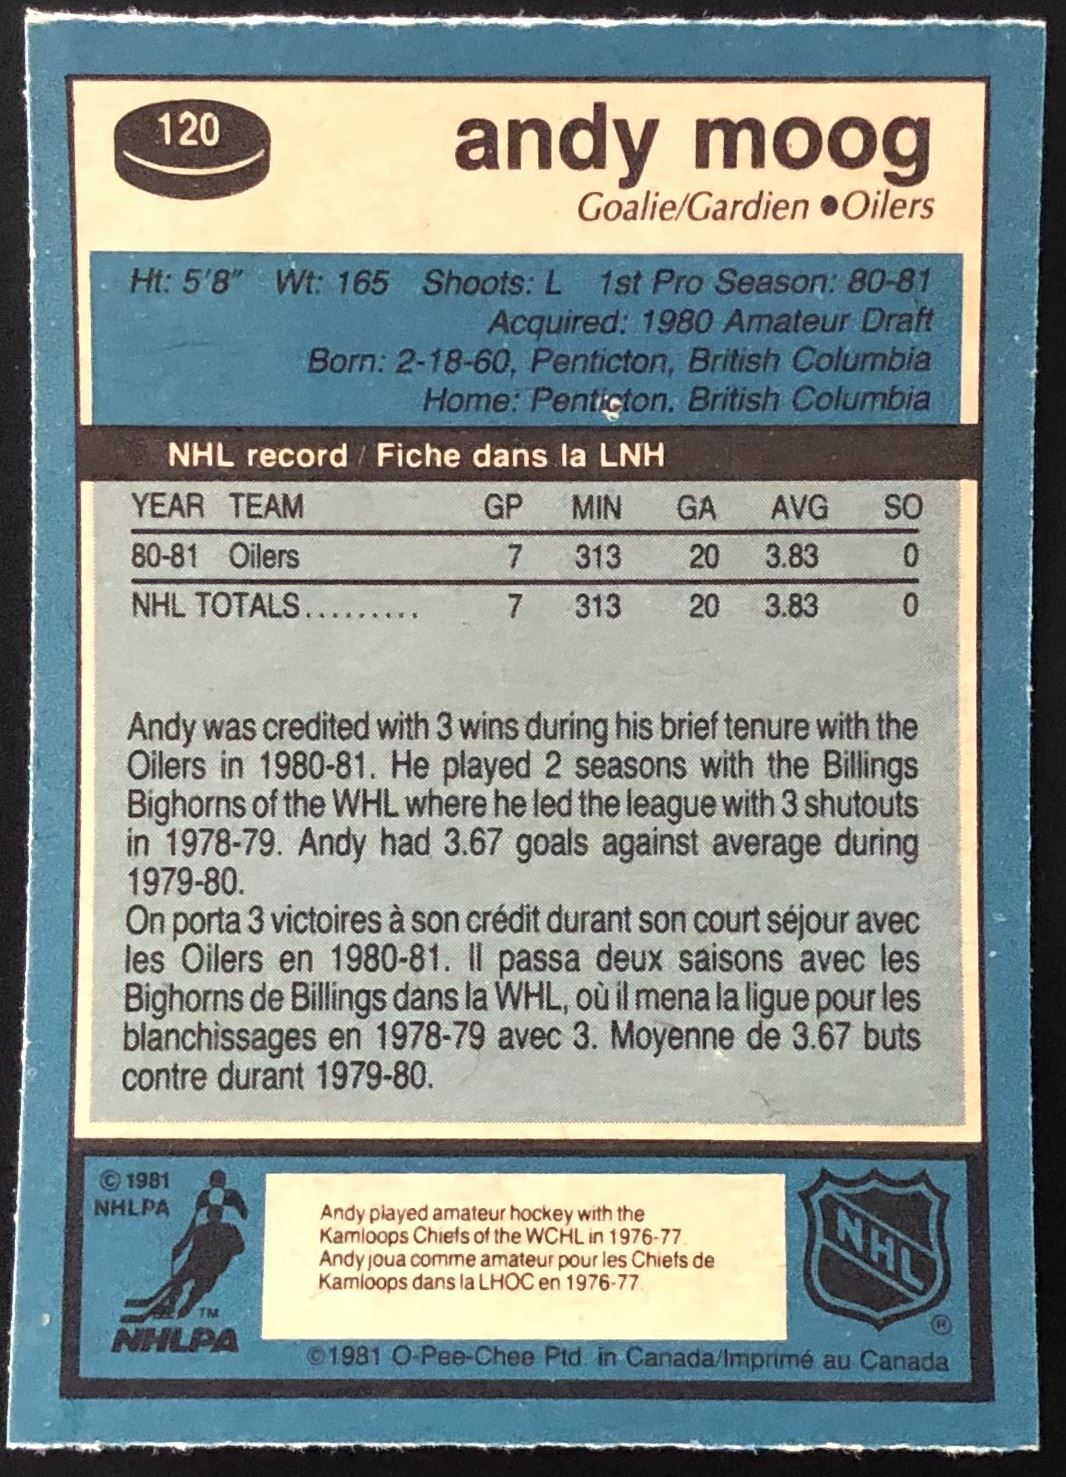 120
andy moog
Goalie/Gardien ●Oilers
Ht: 5'8" Wt: 165 Shoots: L 1st Pro Season: 80-81
Acquired: 1980 Amateur Draft
Born: 2-18-60, Penticton, British Columbia
Home: Penticton. British Columbia
NHL record / Fiche dans la LNH
YEAR TEAM GP MIN GA AVG SO
80-81 Oilers 7 313 20 3.83 0
NHL TOTALS......... 7 313 20 3.83 0
Andy was credited with 3 wins during his brief tenure with the
Oilers in 1980-81. He played 2 seasons with the Billings
Bighorns of the WHL where he led the league with 3 shutouts
in 1978-79. Andy had 3.67 goals against average during
1979-80.
On porta 3 victoires à son crédit durant son court séjour avec
les Oilers en 1980-81. Il passa deux saisons avec les
Bighorns de Billings dans la WHL, où il mena la ligue pour les
blanchissages en 1978-79 avec 3. Moyenne de 3.67 buts
contre durant 1979-80.
© 1981
NHLPA
TM
NHLPA
Andy played amateur hockey with the
Kamloops Chiefs of the WCHL in 1976-77.
Andy joua comme amateur pour les Chiefs de
Kamloops dans la LHOC en 1976-77.
NHL
®
©1981 O-Pee-Chee Ptd. in Canada/Imprimé au Canada